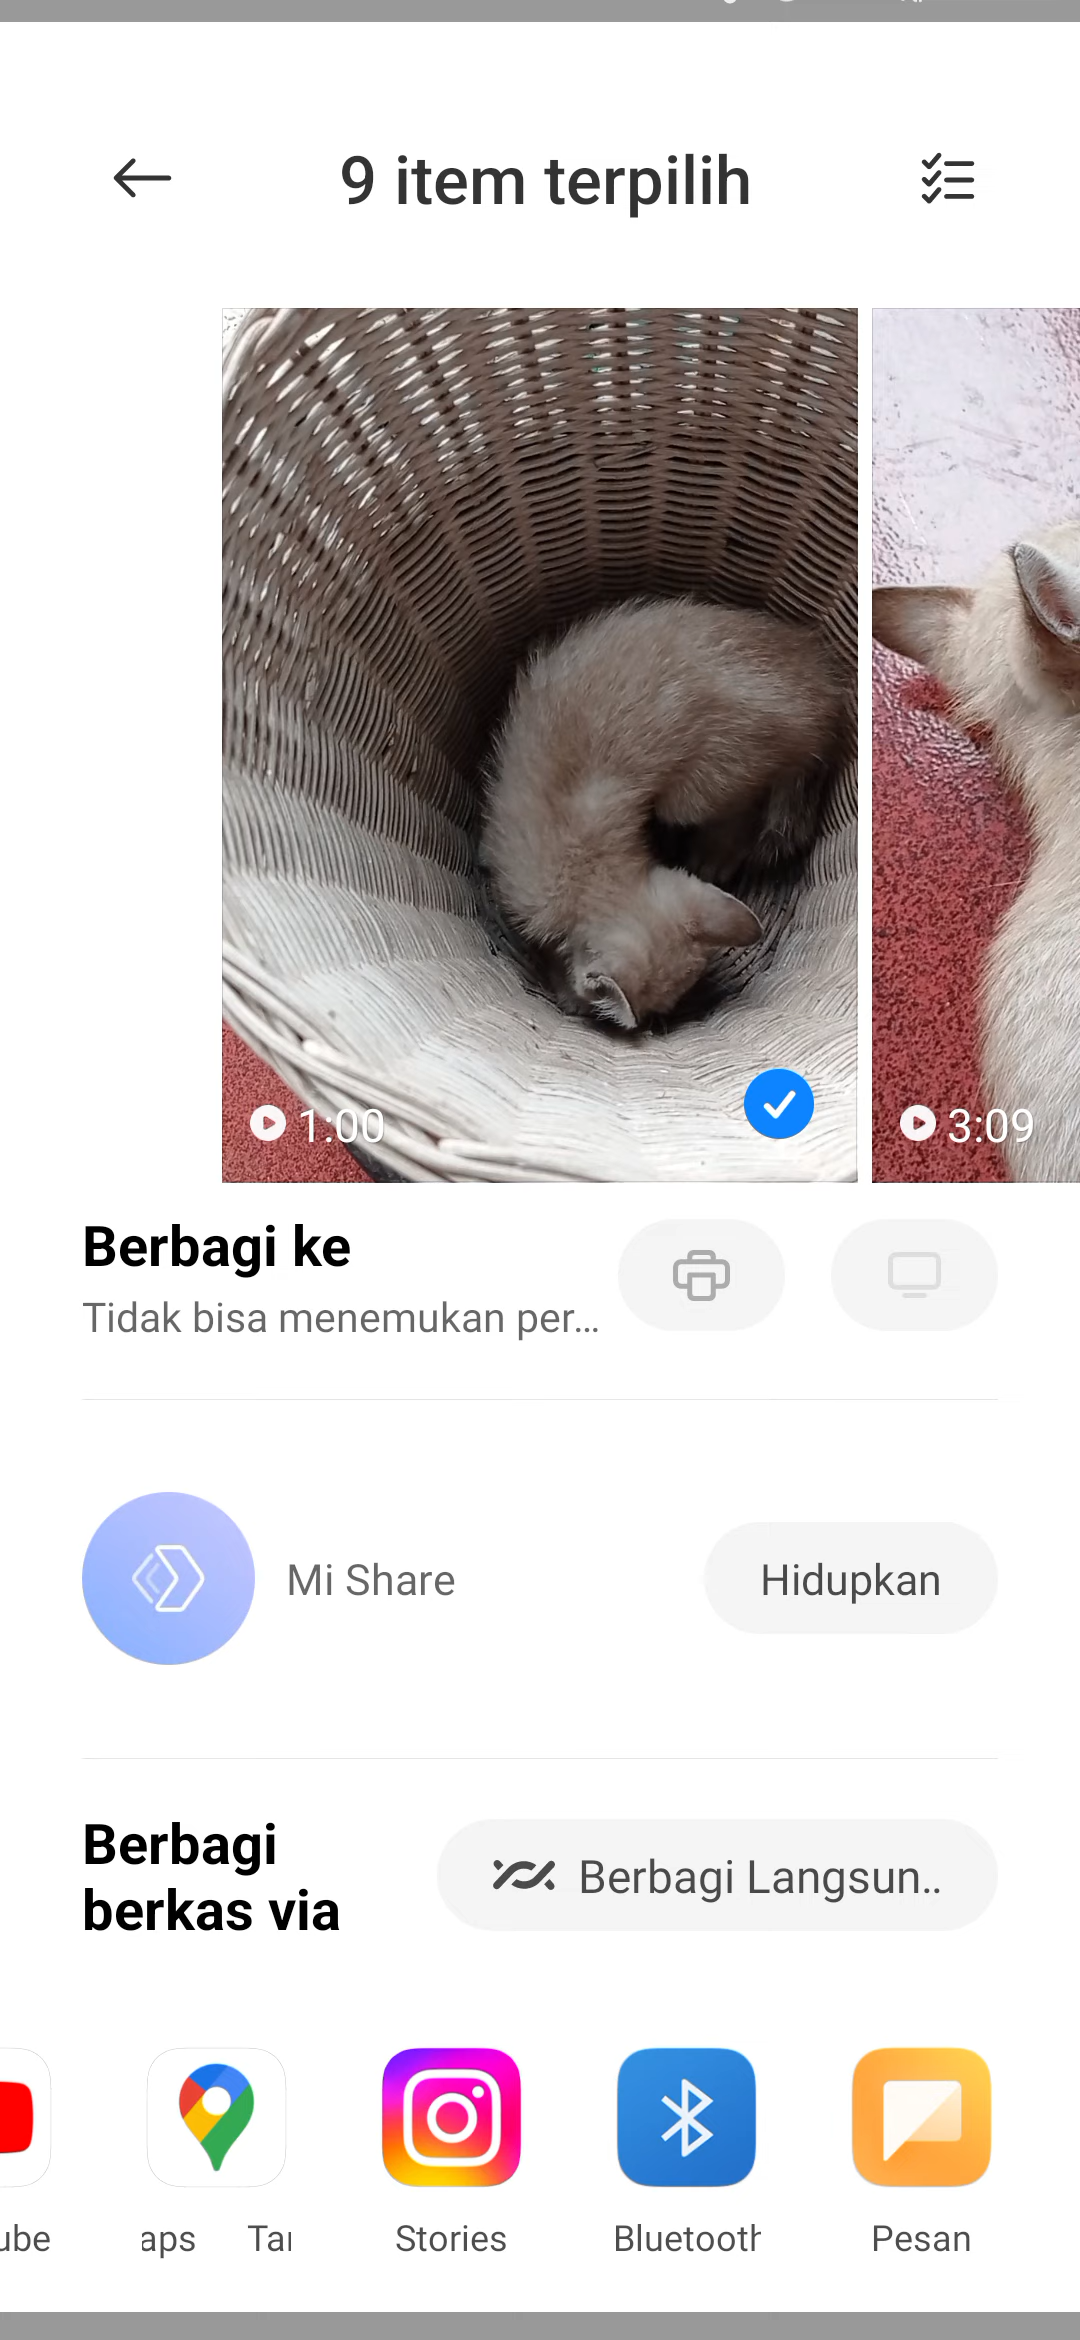 9 item terpilih
1:00
3:09
Berbagi ke
Tidak bisa menemukan per...
Mi Share
Hidupkan
Berbagi
berkas via
Berbagi Langsun..
ube
aps Tai
Stories
Bluetooth
Pesan